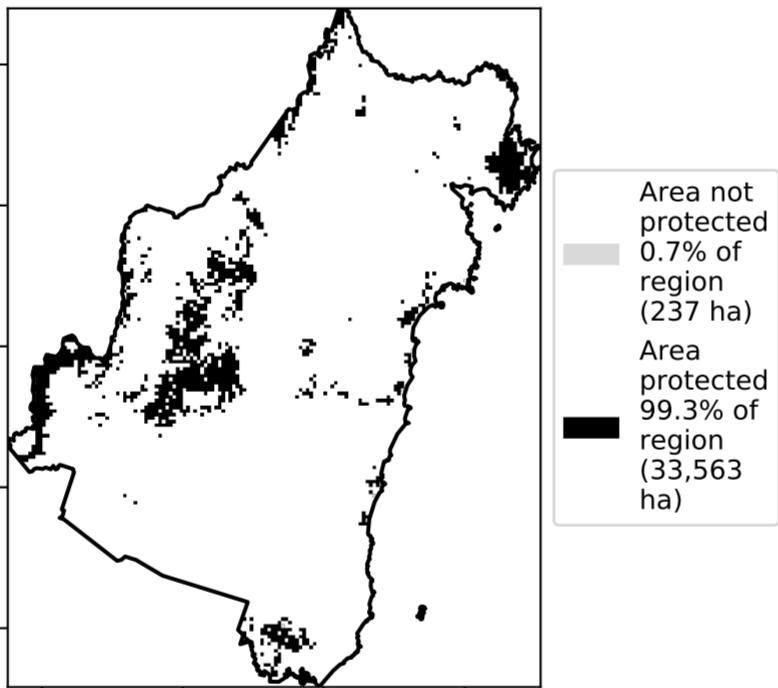 Area not
protected
0.7% of
region
(237 ha)
Area
protected
99.3% of
region
(33,563
ha)